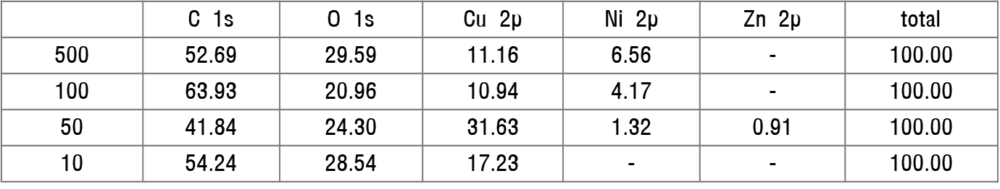 C 1s O 1s Cu 2p Ni 2p Zn 2p total
500 52.69 29.59 11.16 6.56 - 100.00
100 63.93 20.96 10.94 4.17 - 100.00
50 41.84 24.30 31.63 1.32 0.91 100.00
10 54.24 28.54 17.23 - - 100.00